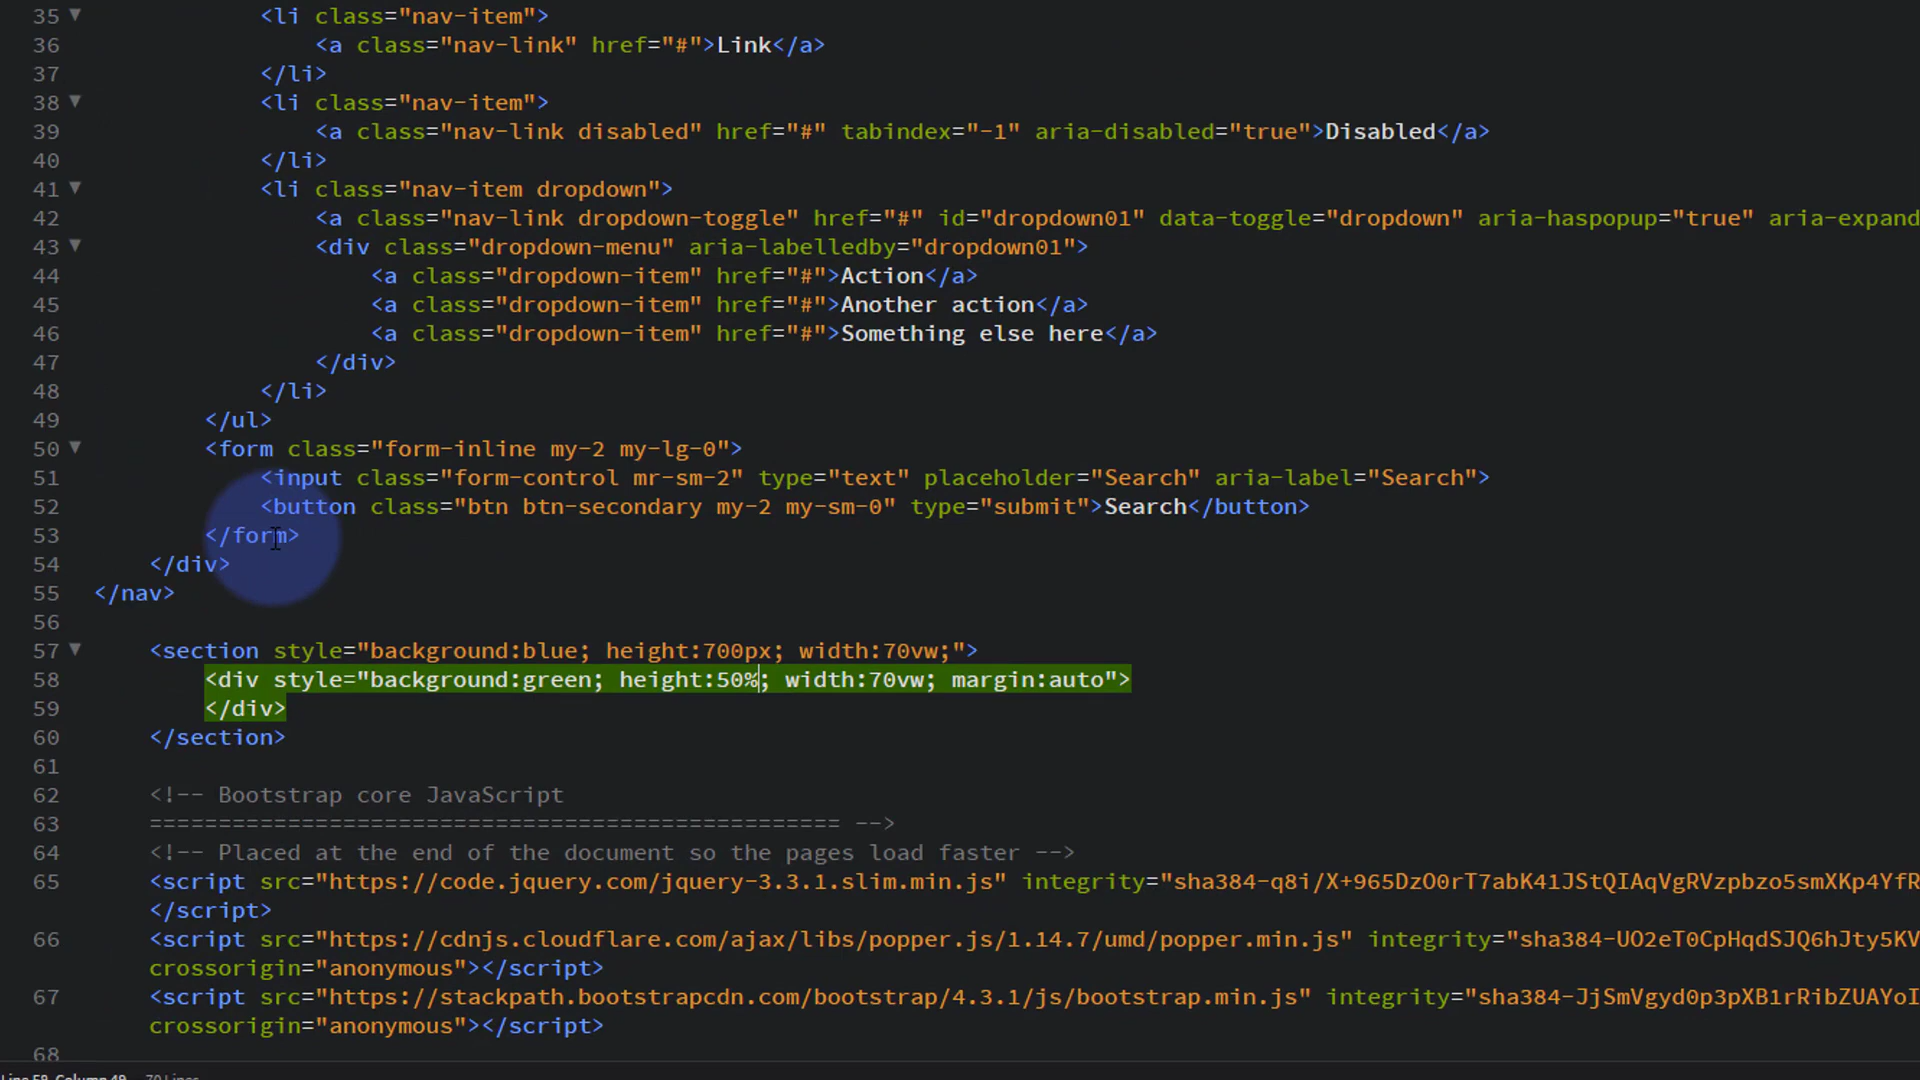 35 ▼ <li class="nav-item">
36 <a class="nav-link" href="#">Link</a>
37 </li>
38 ▼ <li class="nav-item">
39 <a class="nav-link disabled" href="#" tabindex="-1" aria-disabled="true">Disabled</a>
40 </li>
41 ▼ <li class="nav-item dropdown">
42 <a class="nav-link dropdown-toggle" href="#" id="dropdown01" data-toggle="dropdown" aria-haspopup="true" aria-expand
43 ▼ <div class="dropdown-menu" aria-labelledby="dropdown01">
44 <a class="dropdown-item" href="#">Action</a>
45 <a class="dropdown-item" href="#">Another action</a>
46 <a class="dropdown-item" href="#">Something else here</a>
47 </div>
48 </li>
49 </ul>
50 ▼ <form class="form-inline my-2 my-lg-0">
51 <input class="form-control mr-sm-2" type="text" placeholder="Search" aria-label="Search">
52 <button class="btn btn-secondary my-2 my-sm-0" type="submit">Search</button>
53 </form>
54 </div>
55 </nav>
56
57 ▼ <section style="background:blue; height:700px; width:70vw;">
58 <div style="background:green; height:50%; width:70vw; margin:auto">
59 </div>
60 </section>
61
62 <!-- Bootstrap core JavaScript
63 ================================================== -->
64 <!-- Placed at the end of the document so the pages load faster -->
65 <script src="https://code.jquery.com/jquery-3.3.1.slim.min.js" integrity="sha384-q8i/X+965DzO0rT7abK41JStQIAqVgRVzpbzo5smXKp4YfR
</script>
66 <script src="https://cdnjs.cloudflare.com/ajax/libs/popper.js/1.14.7/umd/popper.min.js" integrity="sha384-UO2eT0CpHqdSJQ6hJty5KV
crossorigin="anonymous"></script>
67 <script src="https://stackpath.bootstrapcdn.com/bootstrap/4.3.1/js/bootstrap.min.js" integrity="sha384-JjSmVgyd0p3pXB1rRibZUAYoI
crossorigin="anonymous"></script>
68
Line 58, Column 49 70 Lines